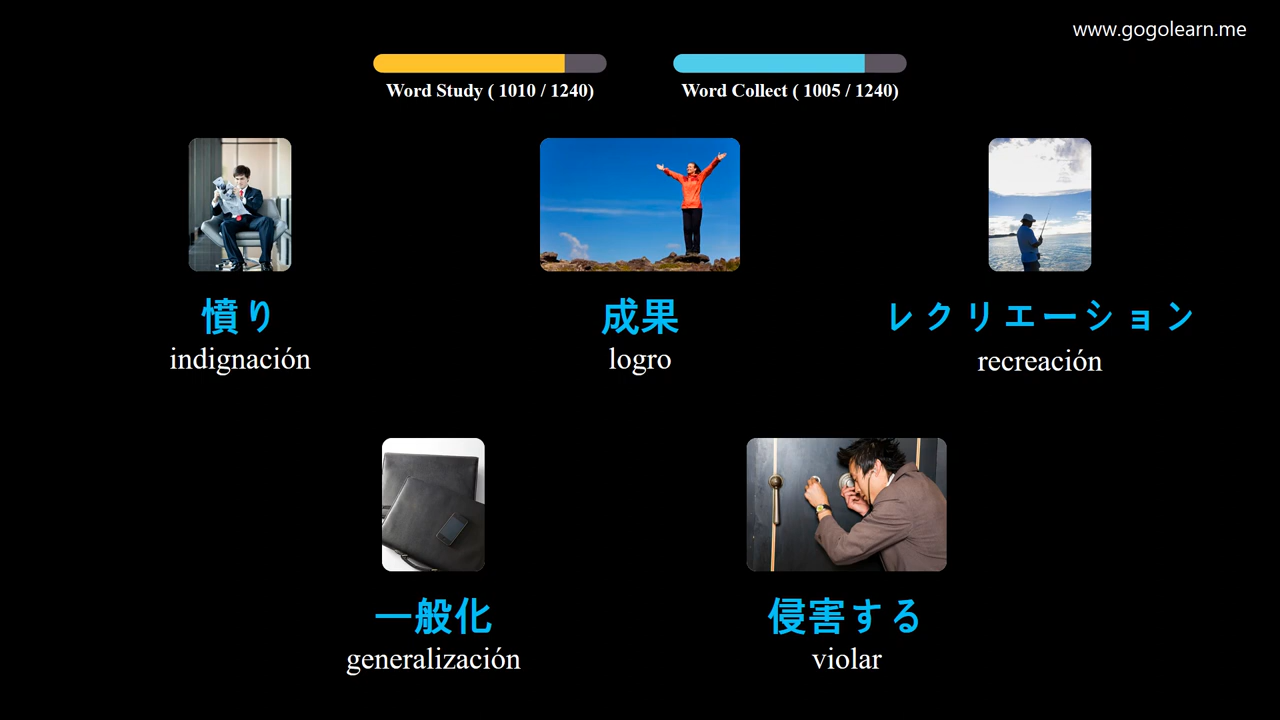 www.gogolearn.me
Word Study ( 1010 / 1240)
Word Collect ( 1005 / 1240)
憤り
indignación
成果
logro
レクリエーション
recreación
一般化
generalización
侵害する
violar